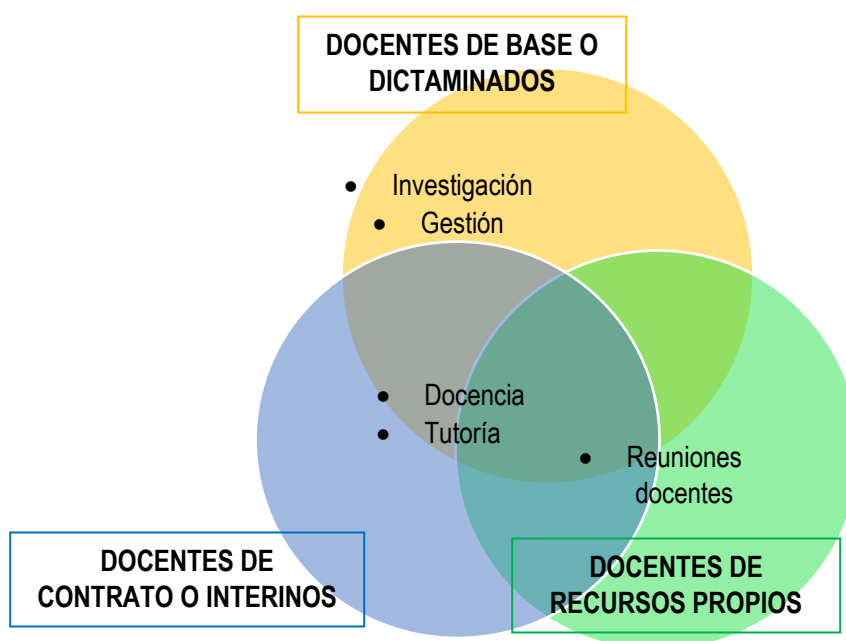 DOCENTES DE BASE O
DICTAMINADOS
• Investigación
• Gestión
• Docencia
• Tutoría
• Reuniones
docentes
DOCENTES DE
CONTRATO O INTERINOS
DOCENTES DE
RECURSOS PROPIOS